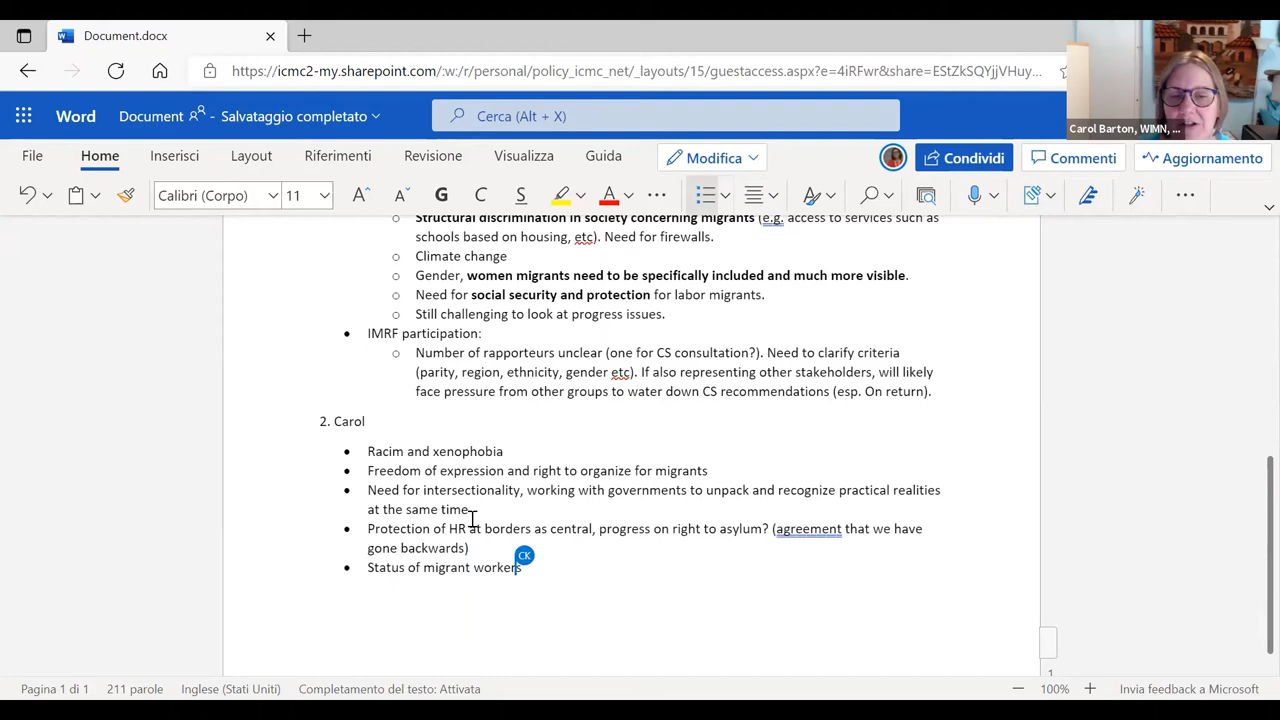 Document.docx
https://icmc2-my.sharepoint.com/:w:/r/personal/policy_icmc_net/_layouts/15/guestaccess.aspx?e=4iRFwr&share=EStZkSQYjjVHuy...
Word Document - Salvataggio completato
Cerca (Alt + X)
Carol Barton, WIMN, ...
File Home Inserisci Layout Riferimenti Revisione Visualizza Guida Modifica Condividi Commenti Aggiornamento
Calibri (Corpo) 11 A A G C S A ...
Structural discrimination in society concerning migrants (e.g. access to services such as
schools based on housing, etc). Need for firewalls.
Climate change
Gender, women migrants need to be specifically included and much more visible.
Need for social security and protection for labor migrants.
Still challenging to look at progress issues.
IMRF participation:
Number of rapporteurs unclear (one for CS consultation?). Need to clarify criteria
(parity, region, ethnicity, gender etc). If also representing other stakeholders, will likely
face pressure from other groups to water down CS recommendations (esp. On return).
2. Carol
Racim and xenophobia
Freedom of expression and right to organize for migrants
Need for intersectionality, working with governments to unpack and recognize practical realities
at the same time
Protection of HR at borders as central, progress on right to asylum? (agreement that we have
gone backwards)
CK
Status of migrant workers
1
Pagina 1 di 1 211 parole Inglese (Stati Uniti) Completamento del testo: Attivata 100% Invia feedback a Microsoft